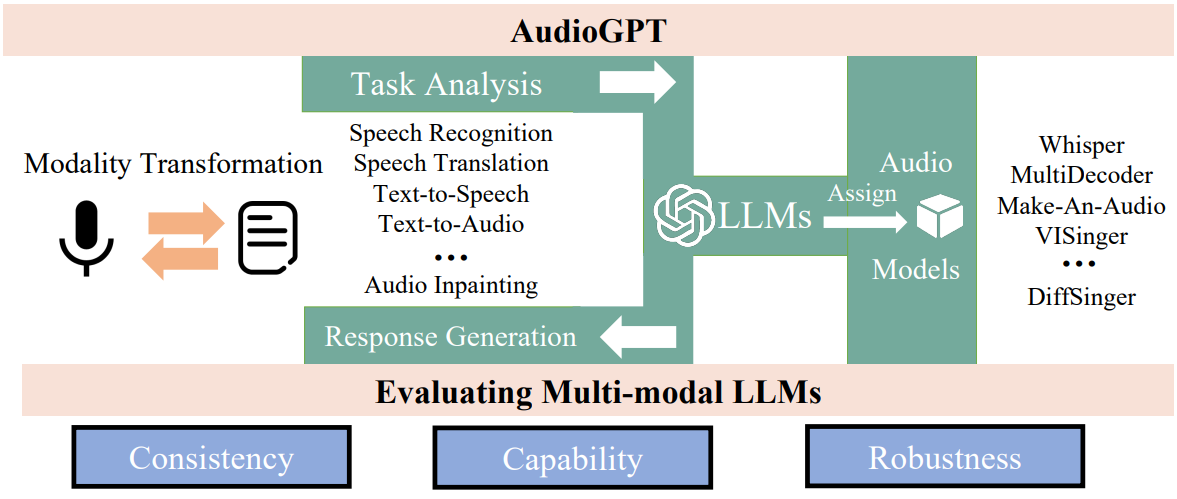 AudioGPT
Modality Transformation
Task Analysis
Speech Recognition
Speech Translation
Text-to-Speech
Text-to-Audio
...
Audio Inpainting
Response Generation
LLMs
Assign
Audio
Models
Whisper
MultiDecoder
Make-An-Audio
VISinger
...
DiffSinger
Evaluating Multi-modal LLMs
Consistency
Capability
Robustness